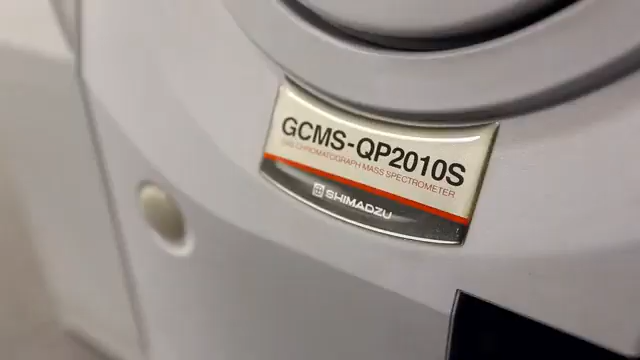 GCMS-QP2010S
GAS CHROMATOGRAPH MASS SPECTROMETER
SHIMADZU